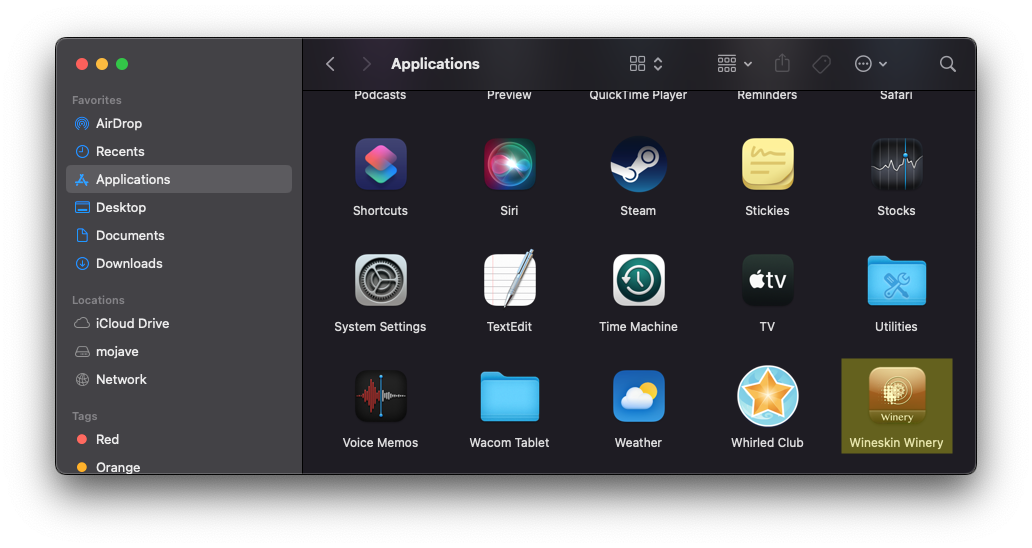 Applications
Favorites
AirDrop
Recents
Applications
Desktop
Documents
Downloads
Locations
iCloud Drive
mojave
Network
Tags
Red
Orange
Podcasts Preview QuickTime Player Reminders Safari
Shortcuts Siri Steam Stickies Stocks
tv
System Settings TextEdit Time Machine TV Utilities
Winery
Voice Memos Wacom Tablet Weather Whirled Club Wineskin Winery